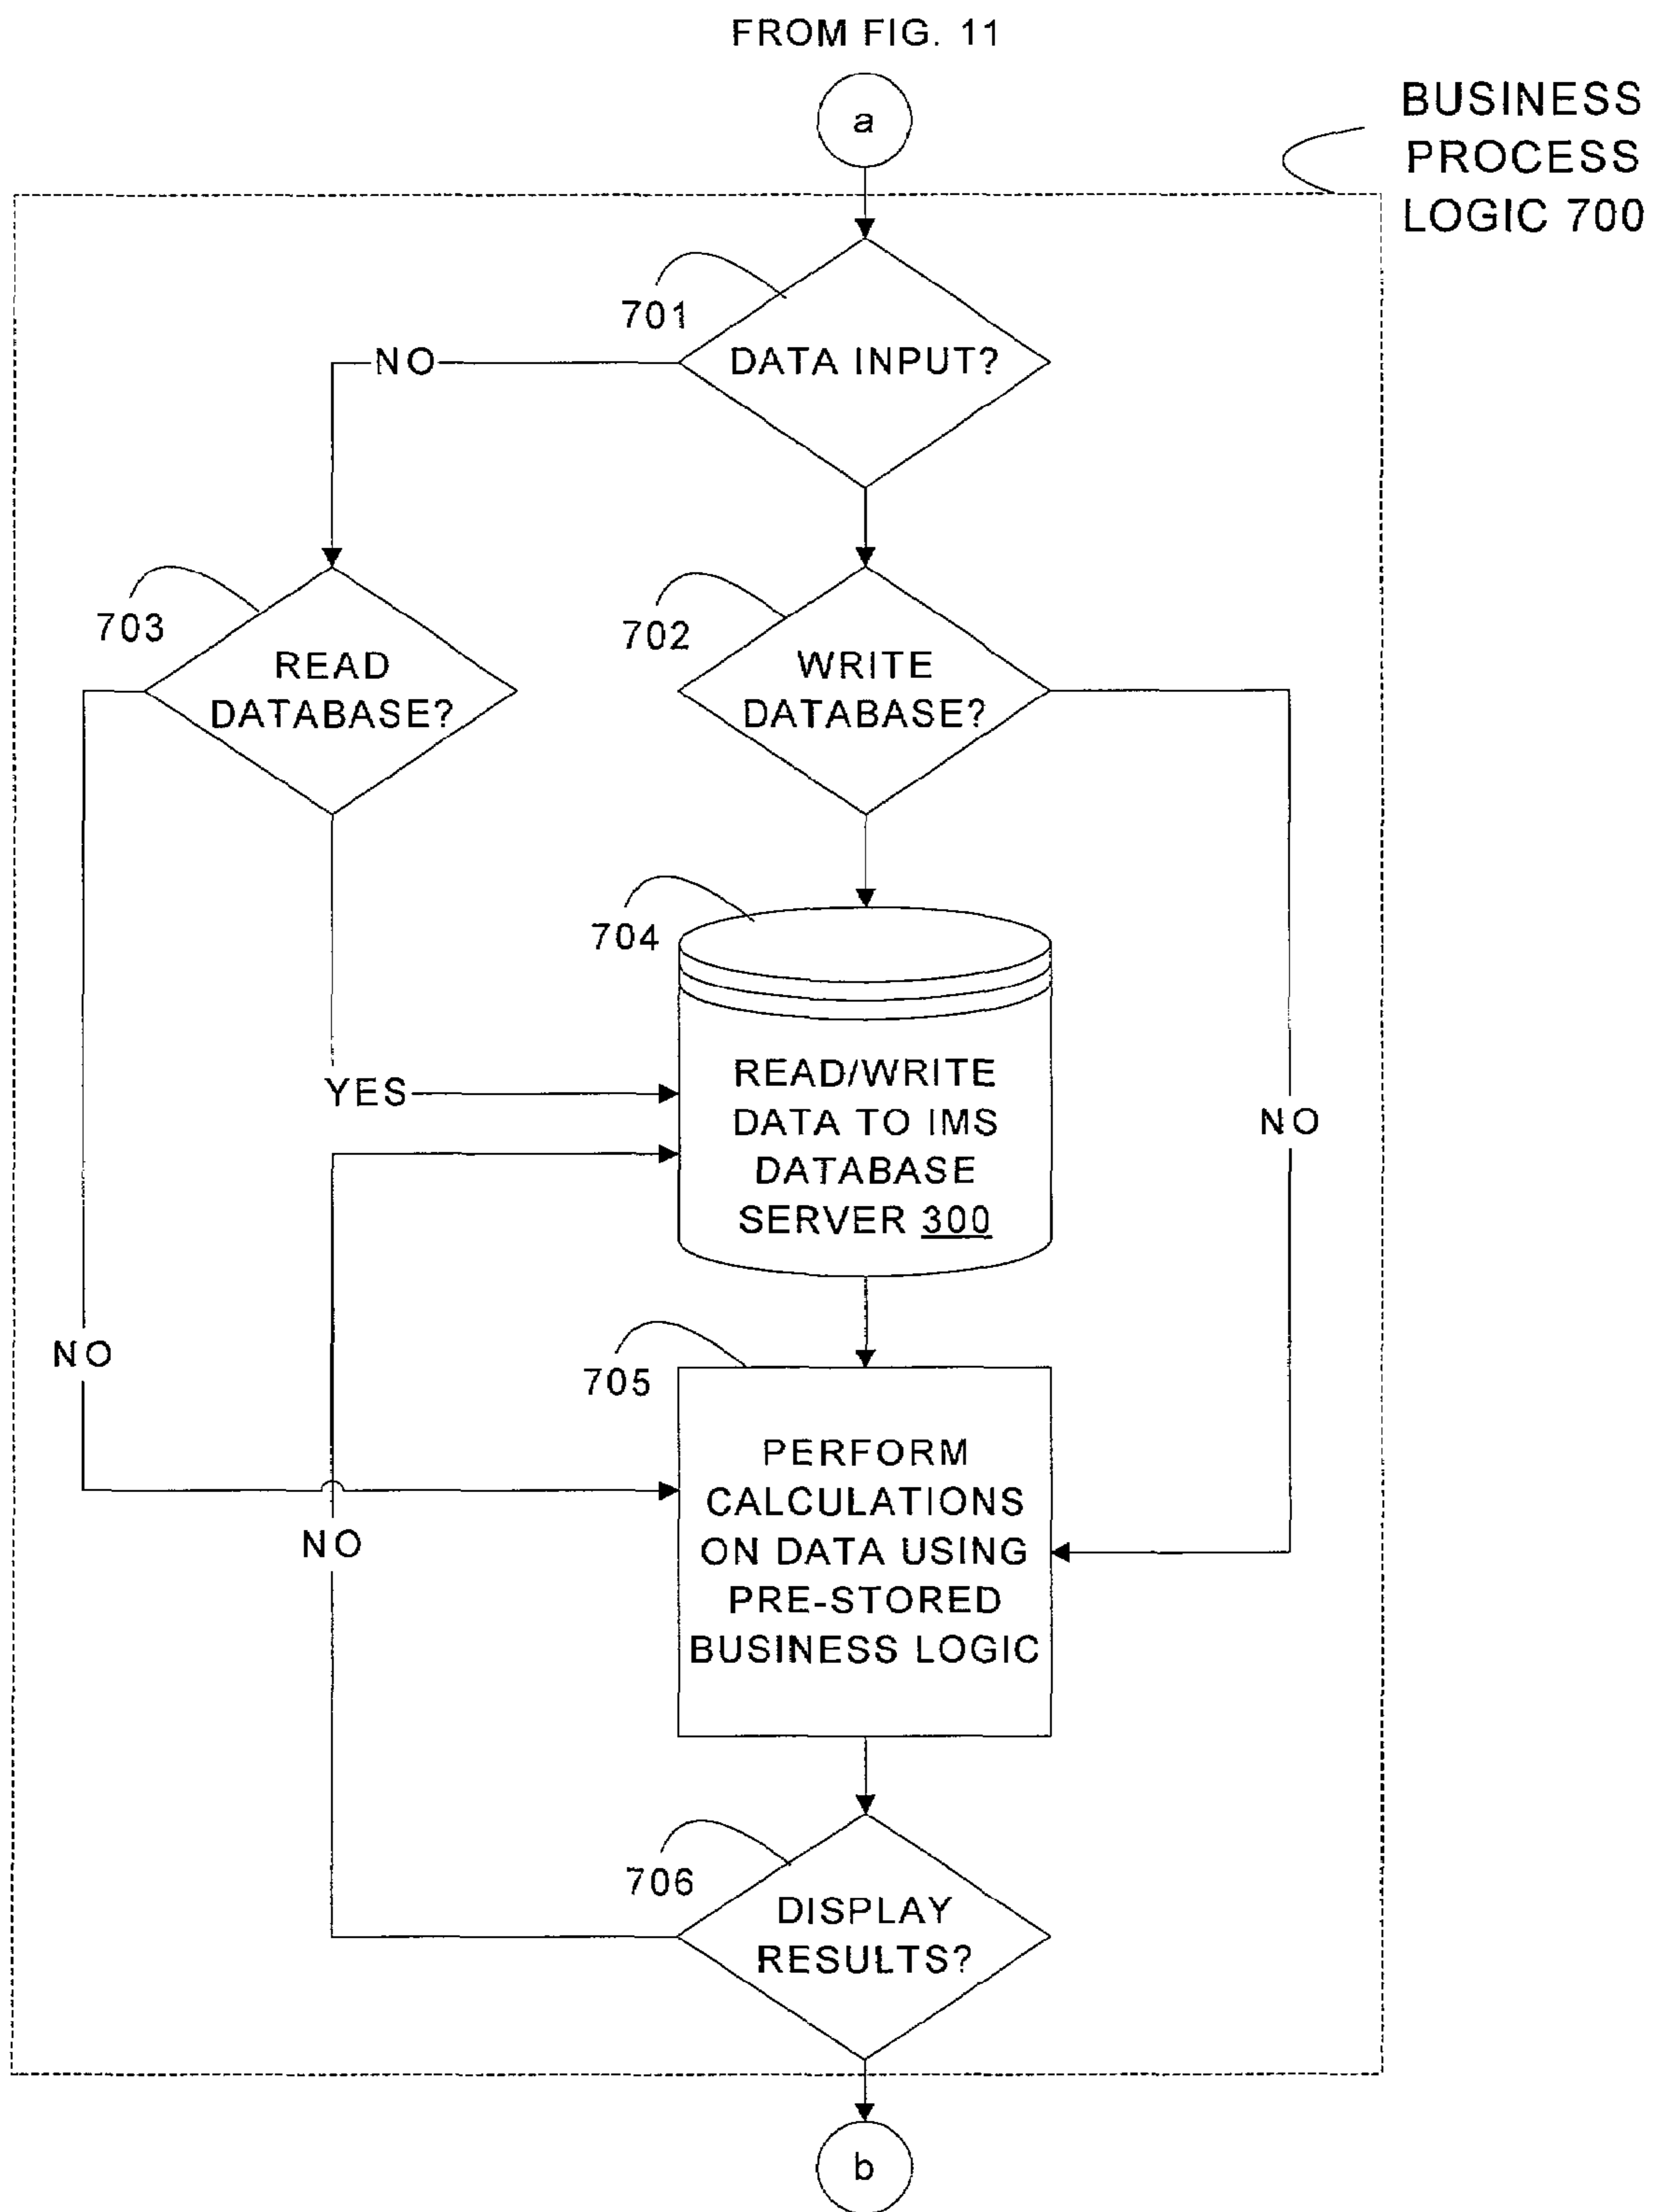 FROM FIG. 11
a
BUSINESS
PROCESS
LOGIC 700
701
DATA INPUT?
NO
703
READ
DATABASE?
702
WRITE
DATABASE?
704
READ/WRITE
DATA TO IMS
DATABASE
SERVER 300
YES
NO
NO
705
PERFORM
CALCULATIONS
ON DATA USING
PRE-STORED
BUSINESS LOGIC
NO
706
DISPLAY
RESULTS?
b